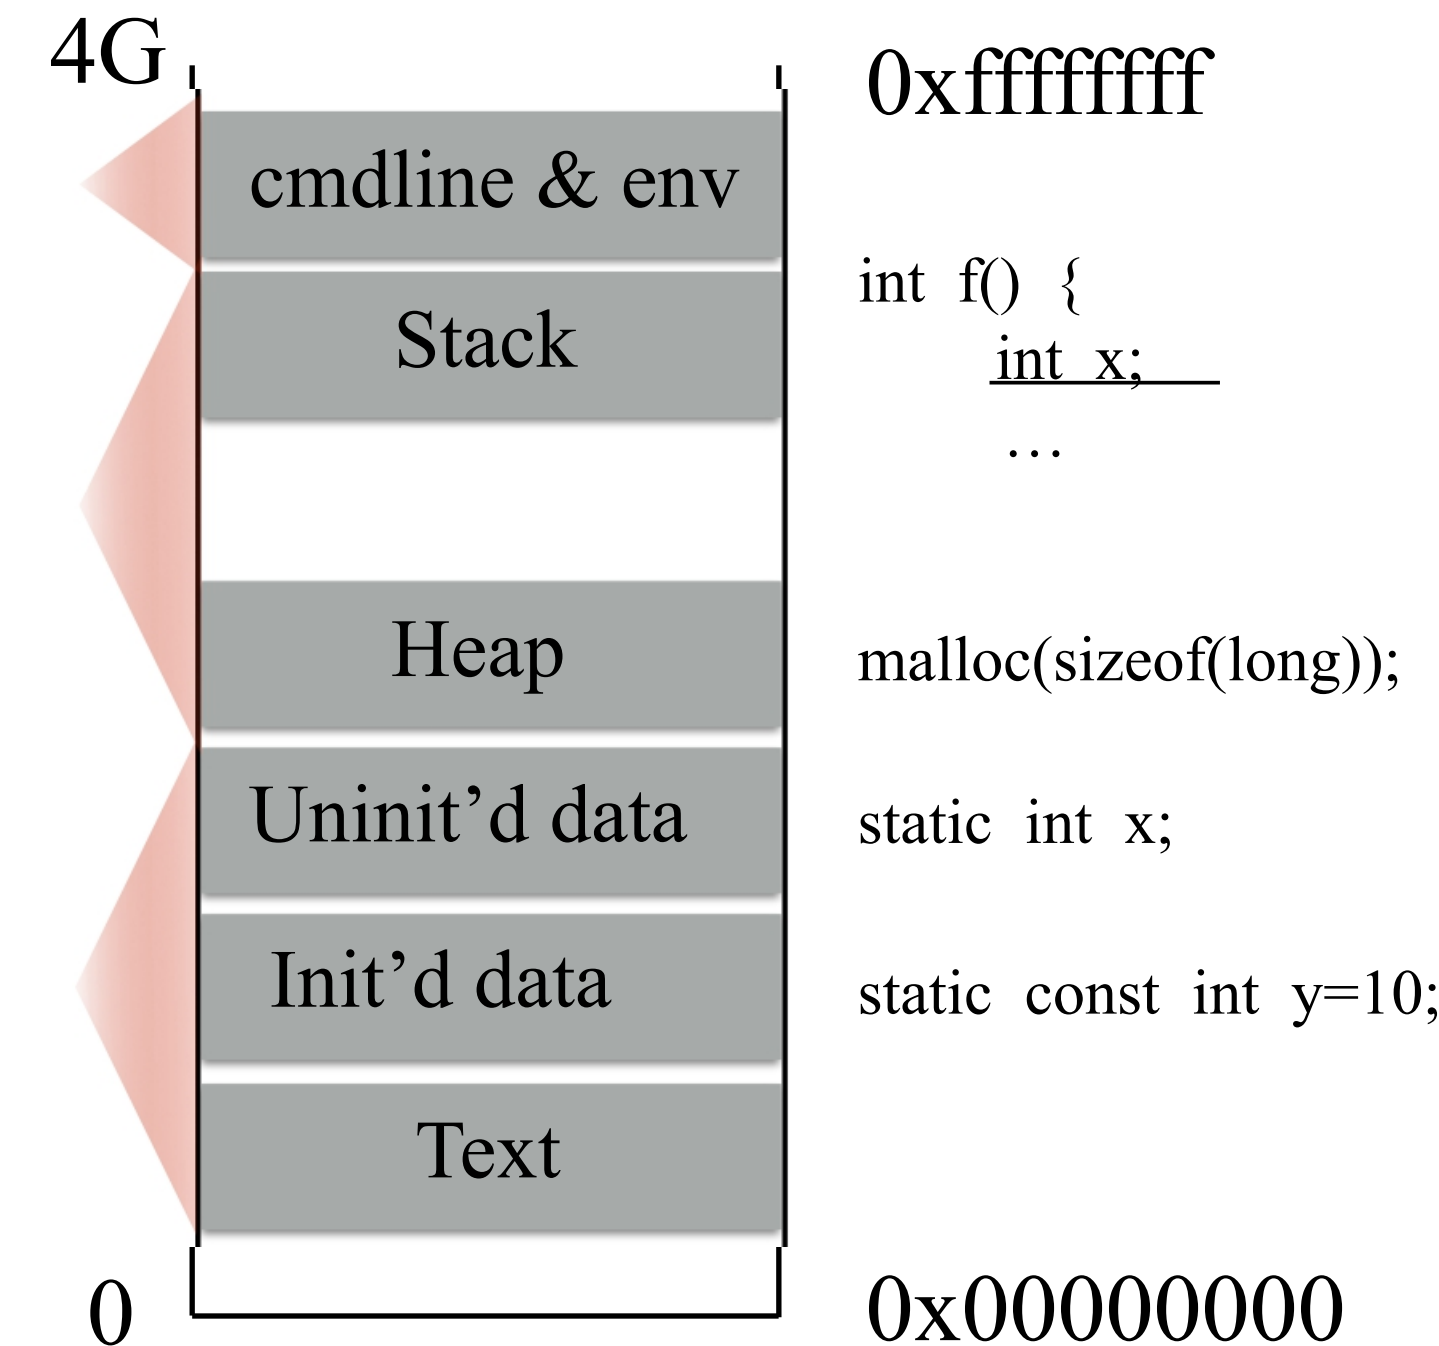 4G
0xffffffff
cmdline & env
int f() {
Stack
int x;
…
Heap
malloc(sizeof(long));
Uninit’d data
static int x;
Init’d data
static const int y=10;
Text
0
0x00000000